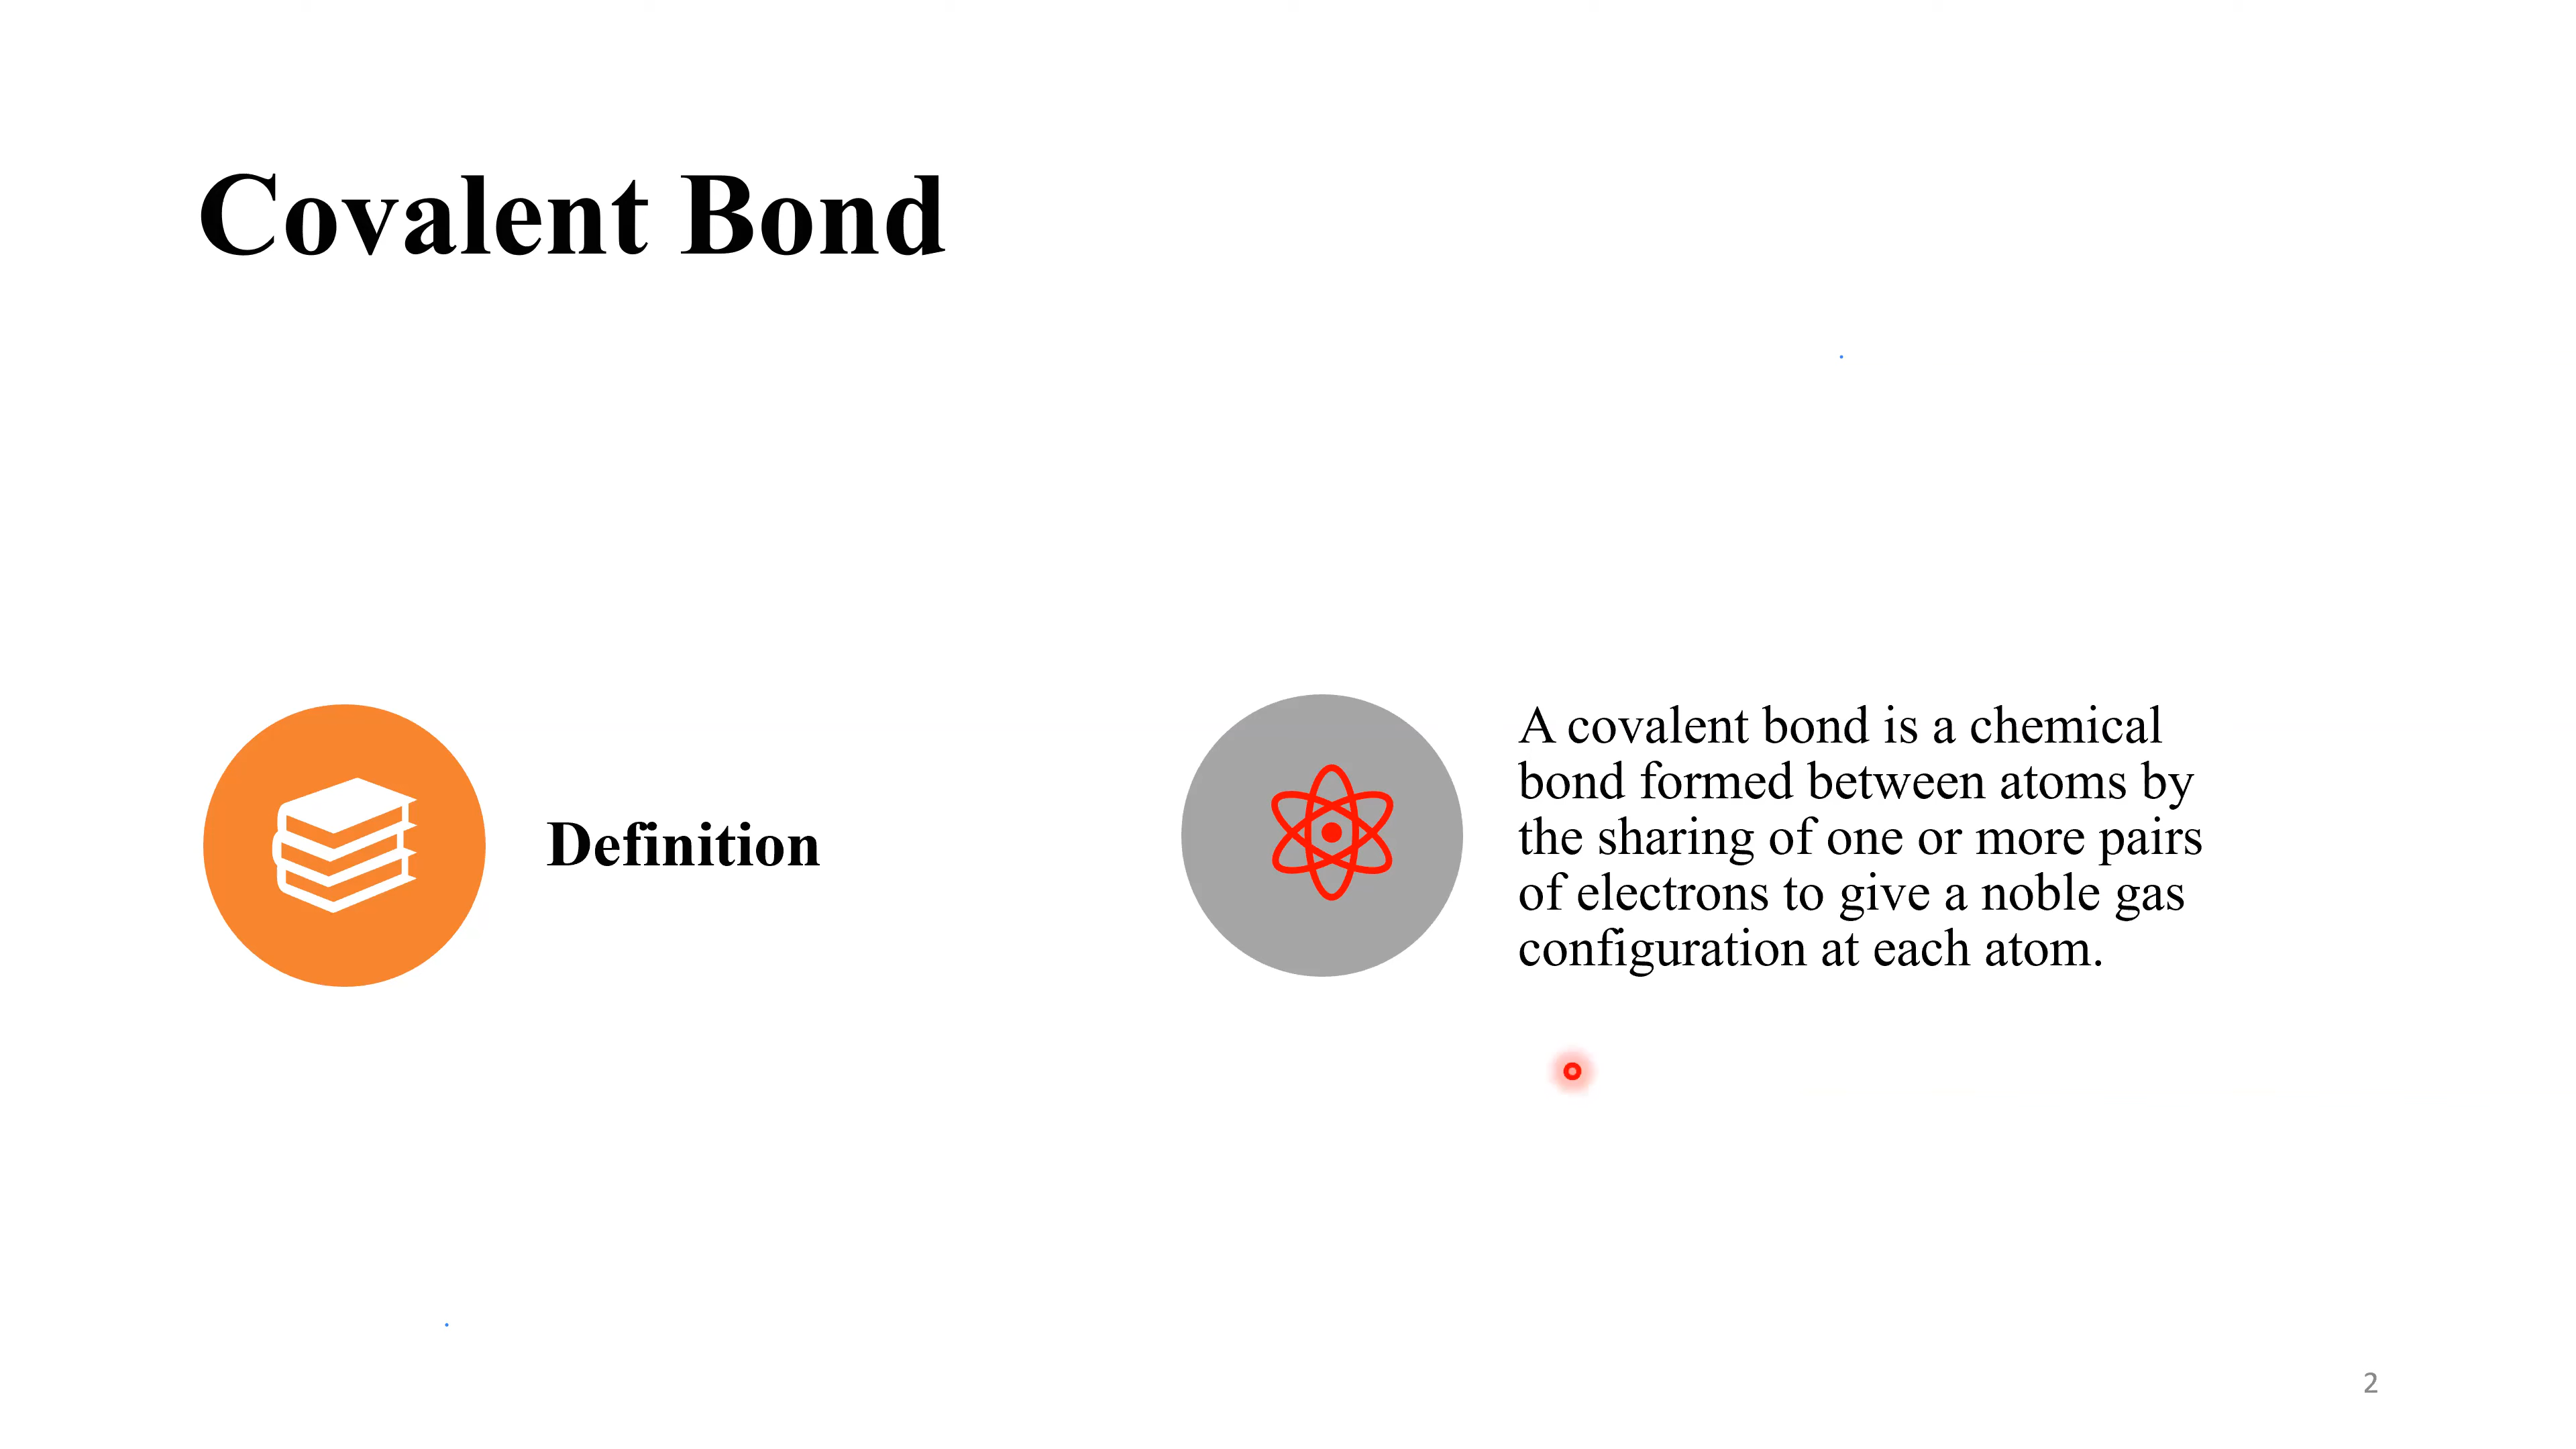 Covalent Bond
Definition
A covalent bond is a chemical
bond formed between atoms by
the sharing of one or more pairs
of electrons to give a noble gas
configuration at each atom.
2